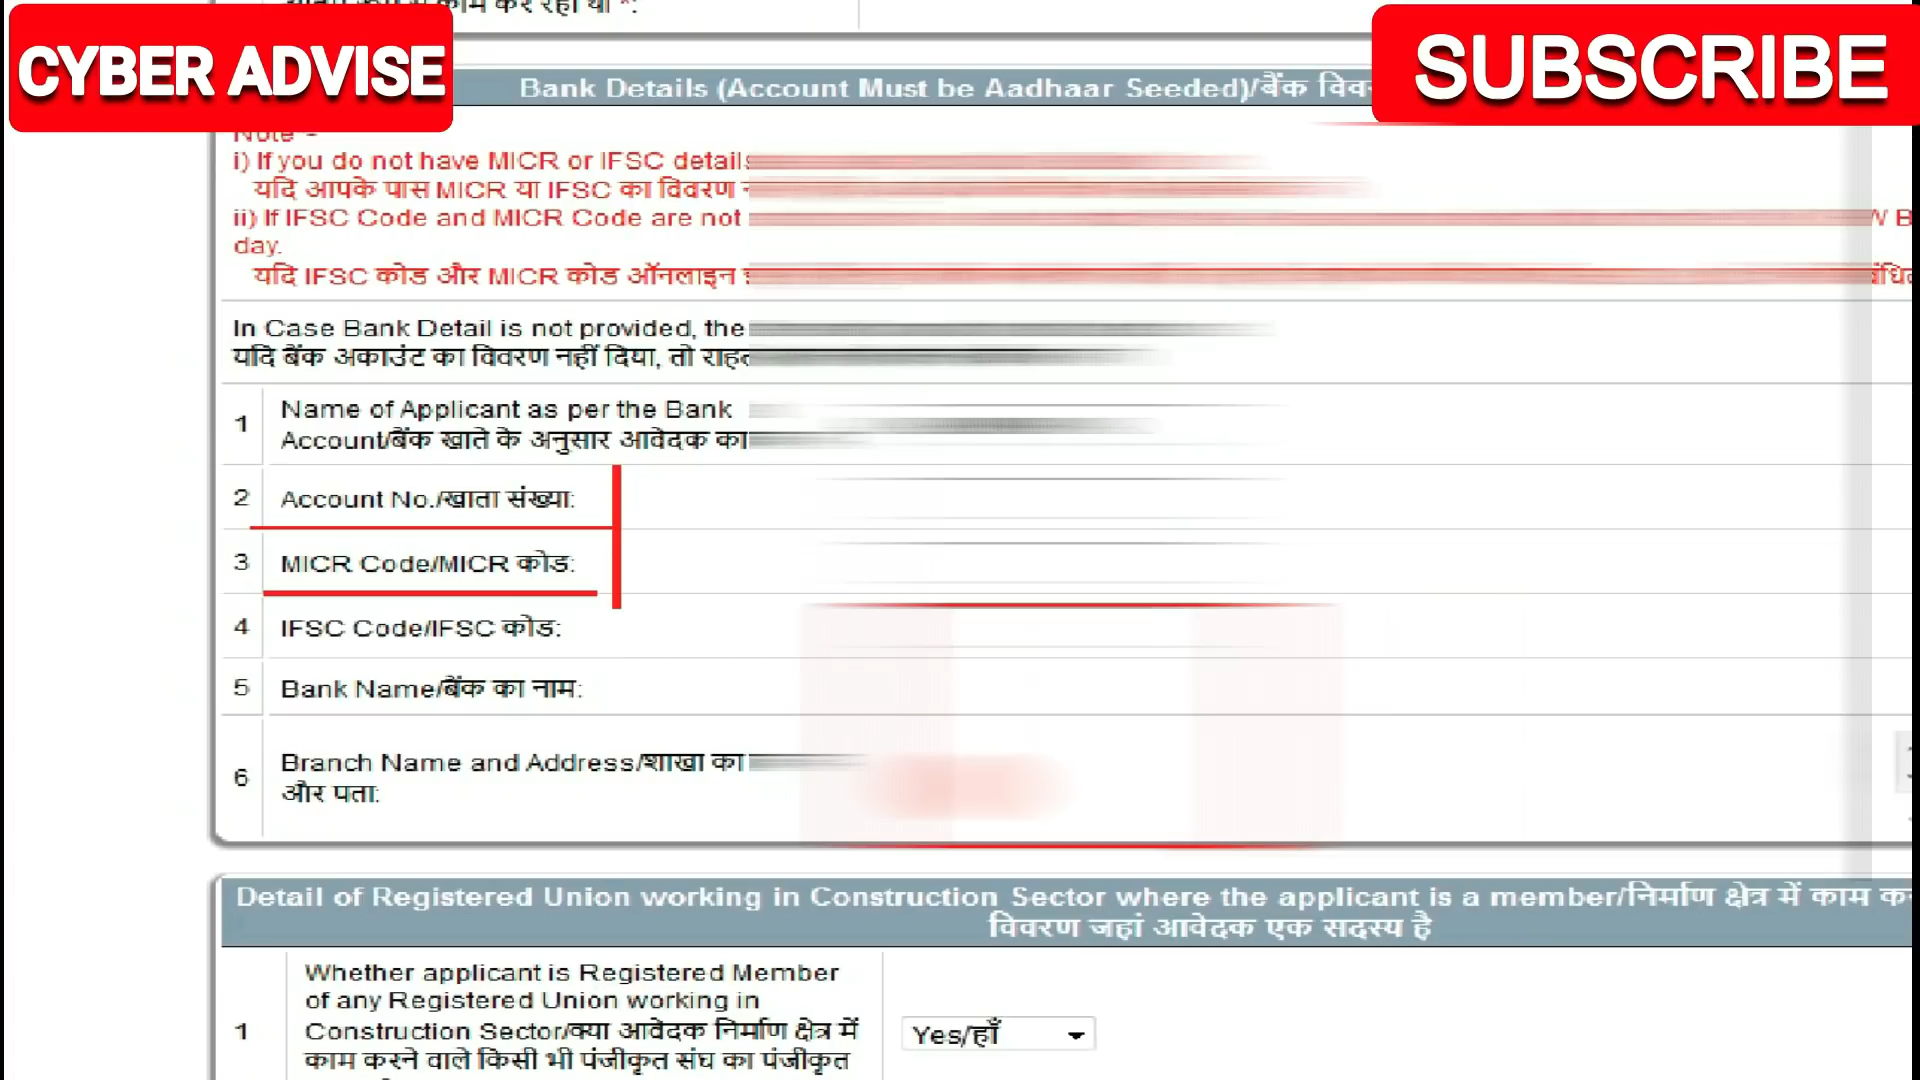 CYBER ADVISE
SUBSCRIBE
काम कर रहा था *:
Bank Details (Account Must be Aadhaar Seeded)/बैंक
Note -
i) If you do not have MICR or IFSC details
यदि आपके पास MICR या IFSC का विवरण
ii) If IFSC Code and MICR Code are not
day.
यदि IFSC कोड और MICR कोड ऑनलाइन
In Case Bank Detail is not provided, the
यदि बैंक अकाउंट का विवरण नहीं दिया, तो राहत
1 Name of Applicant as per the Bank
Account/बैंक खाते के अनुसार आवेदक का
2 Account No./खाता संख्या:
3 MICR Code/MICR कोड:
4 IFSC Code/IFSC कोड:
5 Bank Name/बैंक का नाम:
6 Branch Name and Address/शाखा का
और पता:
Detail of Registered Union working in Construction Sector where the applicant is a member/निर्माण क्षेत्र में काम
विवरण जहां आवेदक एक सदस्य है
Whether applicant is Registered Member
of any Registered Union working in
1 Construction Sector/क्या आवेदक निर्माण क्षेत्र में
काम करने वाले किसी भी पंजीकृत संघ का पंजीकृत
Yes/हाँ